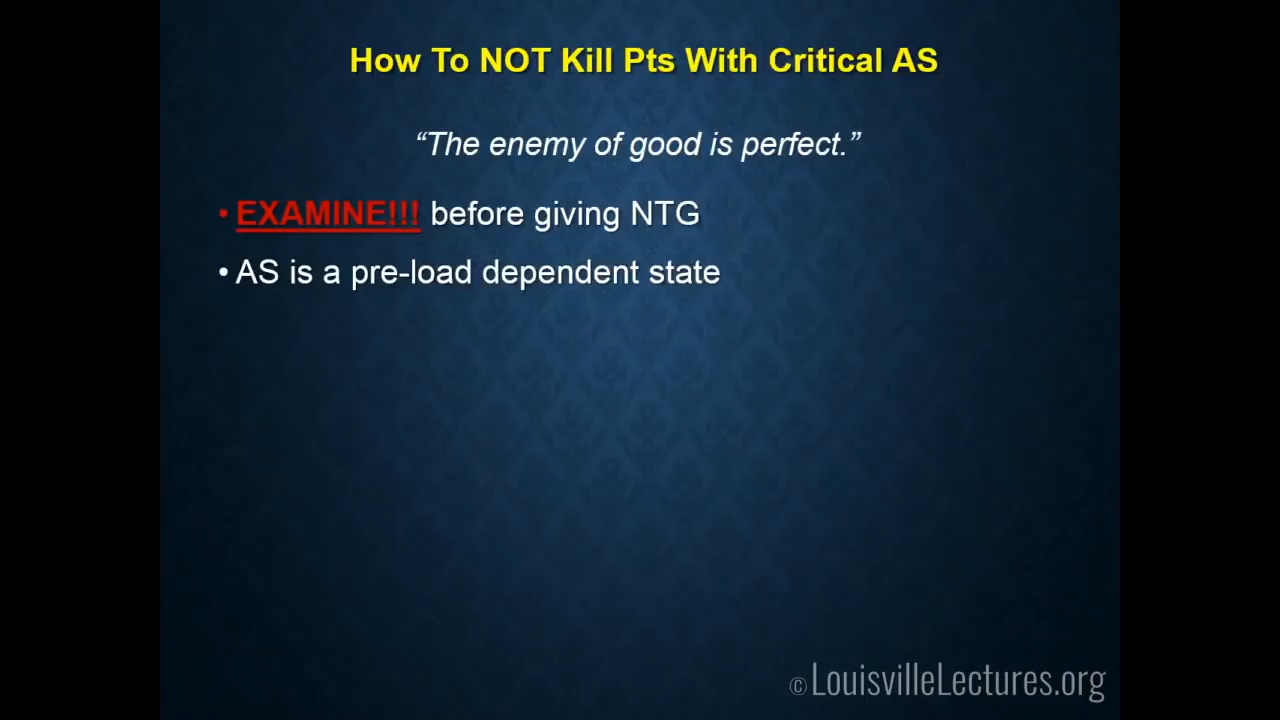 How To NOT Kill Pts With Critical AS
“The enemy of good is perfect.”
• EXAMINE!!! before giving NTG
• AS is a pre-load dependent state
© LouisvilleLectures.org